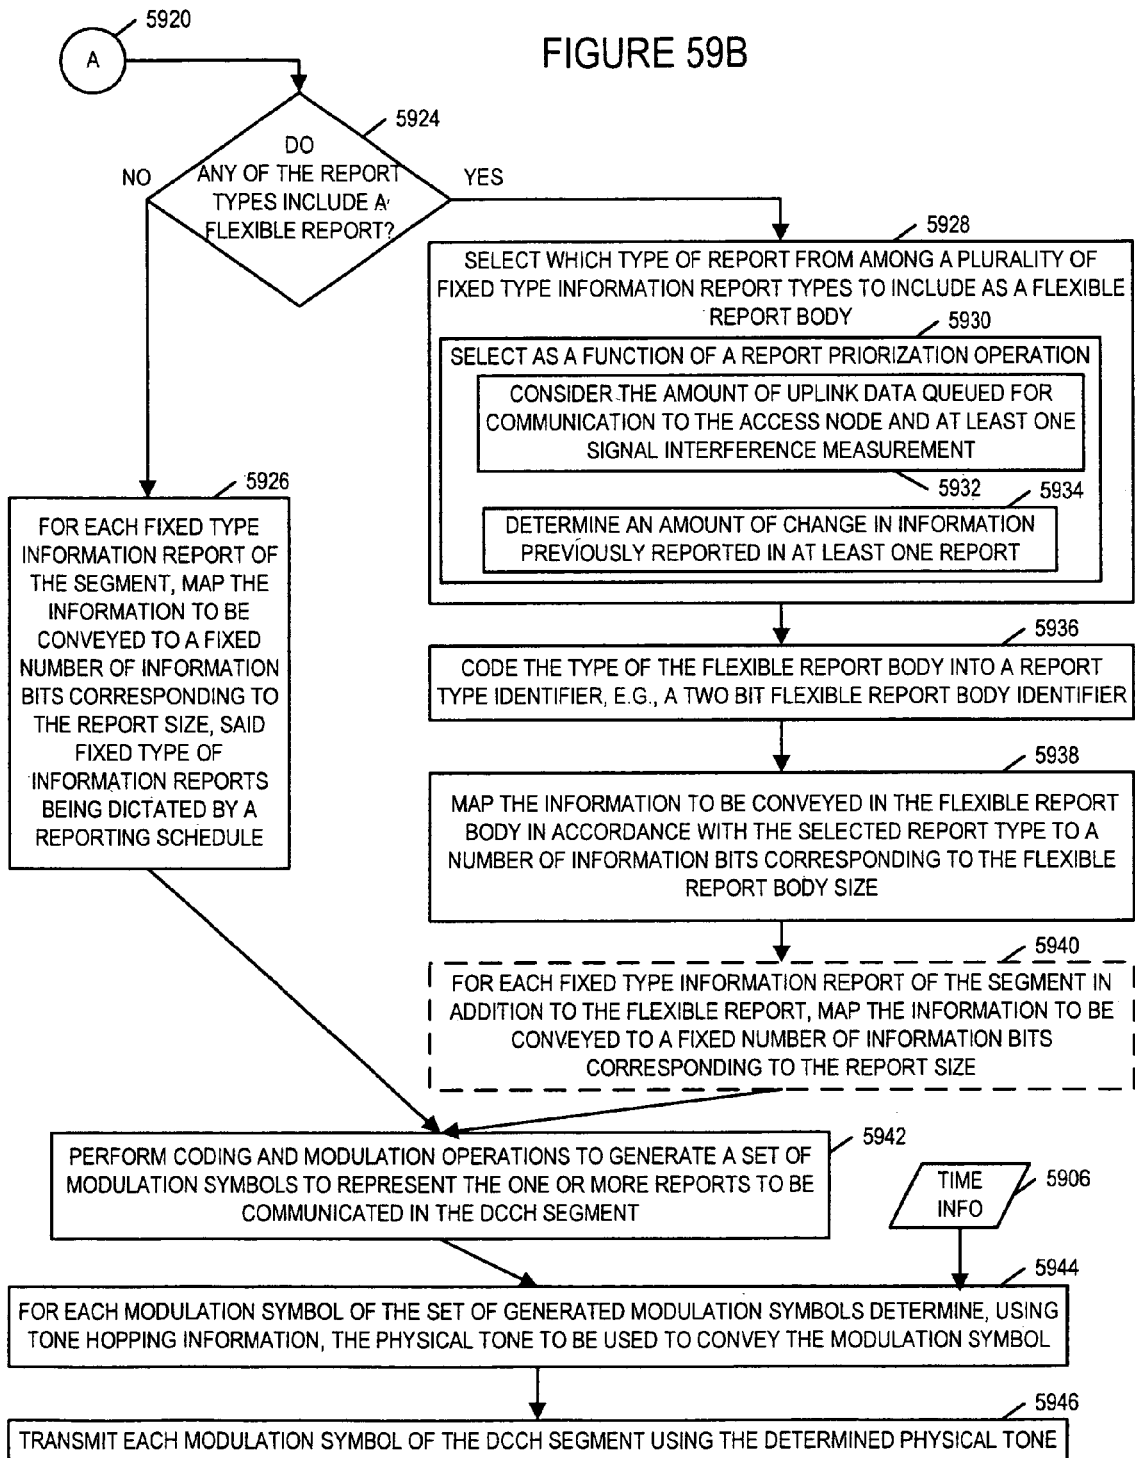 5920
A
FIGURE 59B
5924
DO
ANY OF THE REPORT
TYPES INCLUDE A
FLEXIBLE REPORT?
NO
YES
5928
SELECT WHICH TYPE OF REPORT FROM AMONG A PLURALITY OF
FIXED TYPE INFORMATION REPORT TYPES TO INCLUDE AS A FLEXIBLE
REPORT BODY
5930
SELECT AS A FUNCTION OF A REPORT PRIORIZATION OPERATION
CONSIDER THE AMOUNT OF UPLINK DATA QUEUED FOR
COMMUNICATION TO THE ACCESS NODE AND AT LEAST ONE
SIGNAL INTERFERENCE MEASUREMENT
5932
5934
DETERMINE AN AMOUNT OF CHANGE IN INFORMATION
PREVIOUSLY REPORTED IN AT LEAST ONE REPORT
5926
FOR EACH FIXED TYPE
INFORMATION REPORT OF
THE SEGMENT, MAP THE
INFORMATION TO BE
CONVEYED TO A FIXED
NUMBER OF INFORMATION
BITS CORRESPONDING TO
THE REPORT SIZE, SAID
FIXED TYPE OF
INFORMATION REPORTS
BEING DICTATED BY A
REPORTING SCHEDULE
5936
CODE THE TYPE OF THE FLEXIBLE REPORT BODY INTO A REPORT
TYPE IDENTIFIER, E.G., A TWO BIT FLEXIBLE REPORT BODY IDENTIFIER
5938
MAP THE INFORMATION TO BE CONVEYED IN THE FLEXIBLE REPORT
BODY IN ACCORDANCE WITH THE SELECTED REPORT TYPE TO A
NUMBER OF INFORMATION BITS CORRESPONDING TO THE FLEXIBLE
REPORT BODY SIZE
5940
FOR EACH FIXED TYPE INFORMATION REPORT OF THE SEGMENT IN
ADDITION TO THE FLEXIBLE REPORT, MAP THE INFORMATION TO BE
CONVEYED TO A FIXED NUMBER OF INFORMATION BITS
CORRESPONDING TO THE REPORT SIZE
5942
PERFORM CODING AND MODULATION OPERATIONS TO GENERATE A SET OF
MODULATION SYMBOLS TO REPRESENT THE ONE OR MORE REPORTS TO BE
COMMUNICATED IN THE DCCH SEGMENT
TIME
INFO
5906
5944
FOR EACH MODULATION SYMBOL OF THE SET OF GENERATED MODULATION SYMBOLS DETERMINE, USING
TONE HOPPING INFORMATION, THE PHYSICAL TONE TO BE USED TO CONVEY THE MODULATION SYMBOL
5946
TRANSMIT EACH MODULATION SYMBOL OF THE DCCH SEGMENT USING THE DETERMINED PHYSICAL TONE